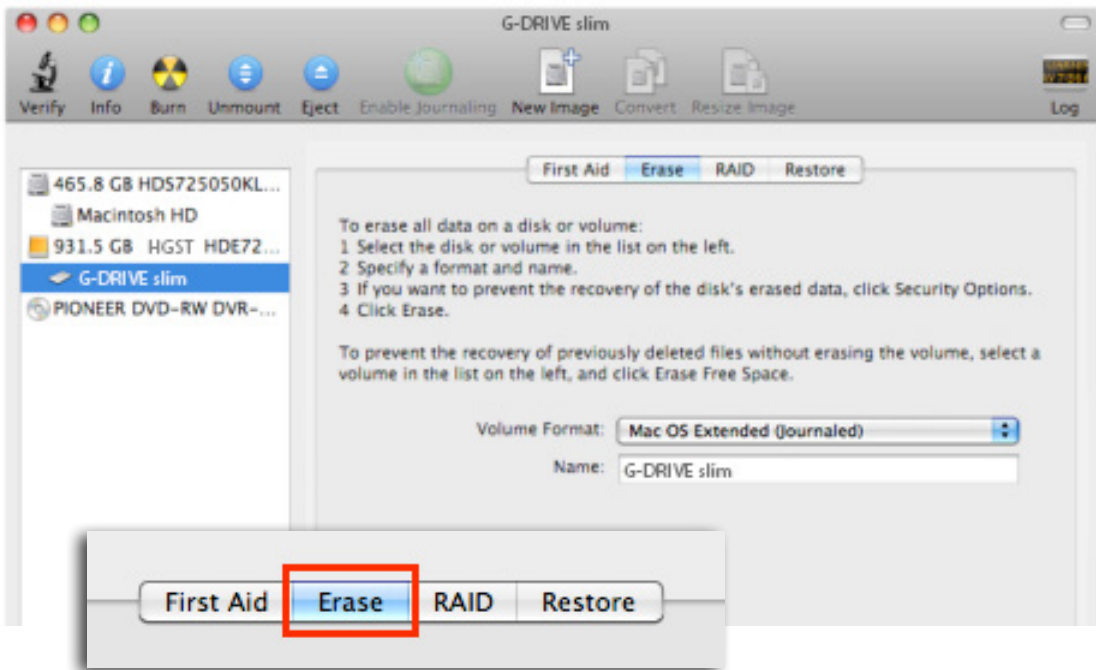 G-DRIVE slim
Verify Info Burn Unmount Eject Enable Journaling New Image Convert Resize Image Log
First Aid Erase RAID Restore
465.8 GB HDS725050KL...
Macintosh HD
931.5 GB HGST HDE72...
G-DRIVE slim
PIONEER DVD-RW DVR-...
To erase all data on a disk or volume:
1 Select the disk or volume in the list on the left.
2 Specify a format and name.
3 If you want to prevent the recovery of the disk's erased data, click Security Options.
4 Click Erase.
To prevent the recovery of previously deleted files without erasing the volume, select a
volume in the list on the left, and click Erase Free Space.
Volume Format: Mac OS Extended (Journaled)
Name: G-DRIVE slim
First Aid Erase RAID Restore